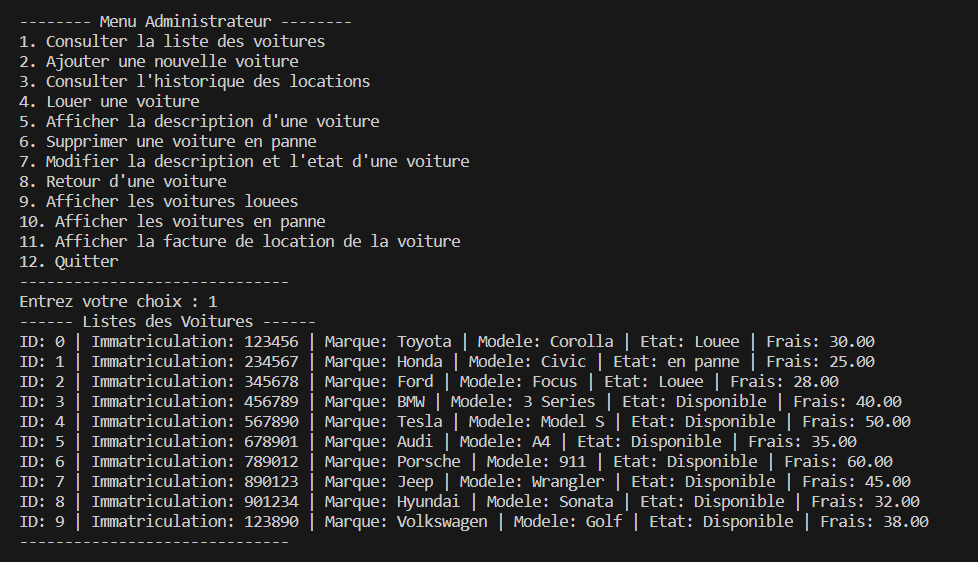 -------- Menu Administrateur --------
1. Consulter la liste des voitures
2. Ajouter une nouvelle voiture
3. Consulter l'historique des locations
4. Louer une voiture
5. Afficher la description d'une voiture
6. Supprimer une voiture en panne
7. Modifier la description et l'etat d'une voiture
8. Retour d'une voiture
9. Afficher les voitures louees
10. Afficher les voitures en panne
11. Afficher la facture de location de la voiture
12. Quitter
------------------------------
Entrez votre choix : 1
------ Listes des Voitures ------
ID: 0 | Immatriculation: 123456 | Marque: Toyota | Modele: Corolla | Etat: Louee | Frais: 30.00
ID: 1 | Immatriculation: 234567 | Marque: Honda | Modele: Civic | Etat: en panne | Frais: 25.00
ID: 2 | Immatriculation: 345678 | Marque: Ford | Modele: Focus | Etat: Louee | Frais: 28.00
ID: 3 | Immatriculation: 456789 | Marque: BMW | Modele: 3 Series | Etat: Disponible | Frais: 40.00
ID: 4 | Immatriculation: 567890 | Marque: Tesla | Modele: Model S | Etat: Disponible | Frais: 50.00
ID: 5 | Immatriculation: 678901 | Marque: Audi | Modele: A4 | Etat: Disponible | Frais: 35.00
ID: 6 | Immatriculation: 789012 | Marque: Porsche | Modele: 911 | Etat: Disponible | Frais: 60.00
ID: 7 | Immatriculation: 890123 | Marque: Jeep | Modele: Wrangler | Etat: Disponible | Frais: 45.00
ID: 8 | Immatriculation: 901234 | Marque: Hyundai | Modele: Sonata | Etat: Disponible | Frais: 32.00
ID: 9 | Immatriculation: 123890 | Marque: Volkswagen | Modele: Golf | Etat: Disponible | Frais: 38.00
------------------------------